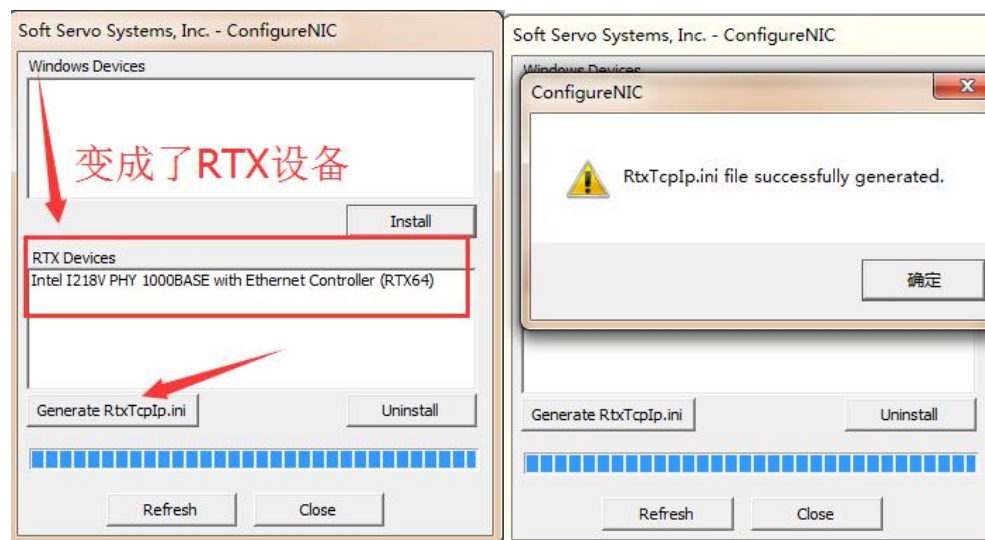 Soft Servo Systems, Inc. - ConfigureNIC
Windows Devices
变成了RTX设备
Install
RTX Devices
Intel I218V PHY 1000BASE with Ethernet Controller (RTX64)
Generate RtxTcpIp.ini
Uninstall
Refresh
Close
Soft Servo Systems, Inc. - ConfigureNIC
Windows Devices
ConfigureNIC
RtxTcpIp.ini file successfully generated.
确定
Generate RtxTcpIp.ini
Uninstall
Refresh
Close